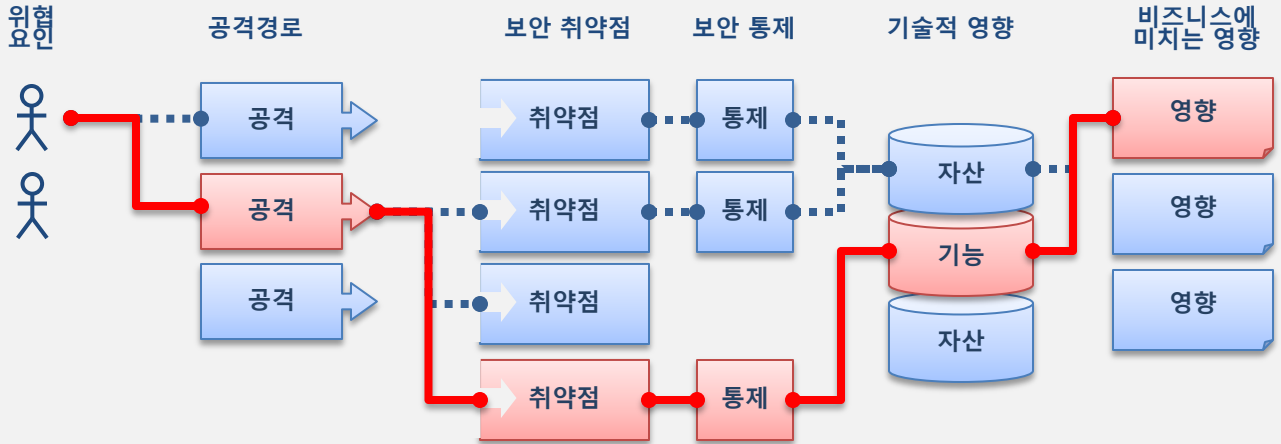 위협
요인
공격경로
보안 취약점
보안 통제
기술적 영향
비즈니스에
미치는 영향
공격
공격
공격
취약점
취약점
취약점
취약점
통제
통제
통제
자산
기능
자산
영향
영향
영향